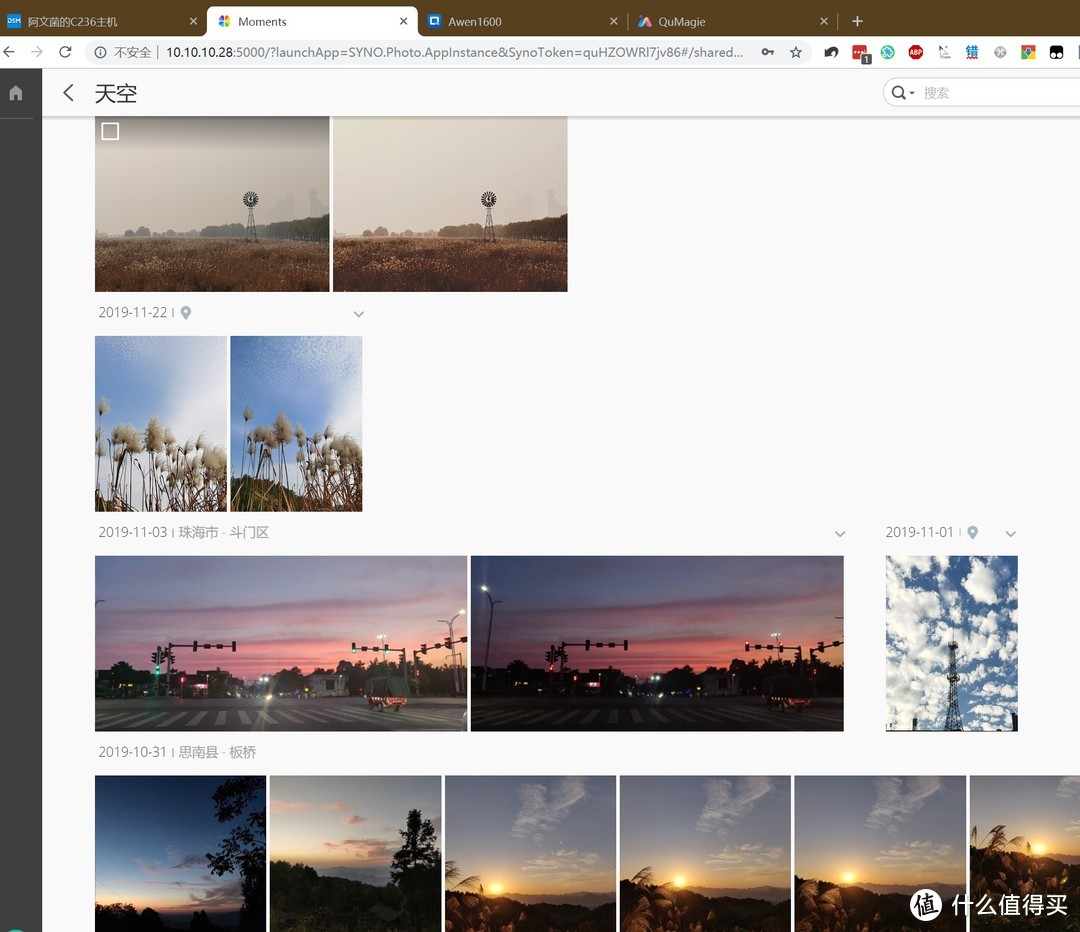 DSM 阿文菌的C236主机
Moments
Awen1600
QuMagie
不安全 | 10.10.10.28:5000/?launchApp=SYNO.Photo.AppInstance&SynoToken=quHZOWRl7jv86#/shared...
1
ABP
错
天空
搜索
2019-11-22
2019-11-03 | 珠海市 - 斗门区
2019-11-01
2019-10-31 | 思南县 - 板桥
值 什么值得买